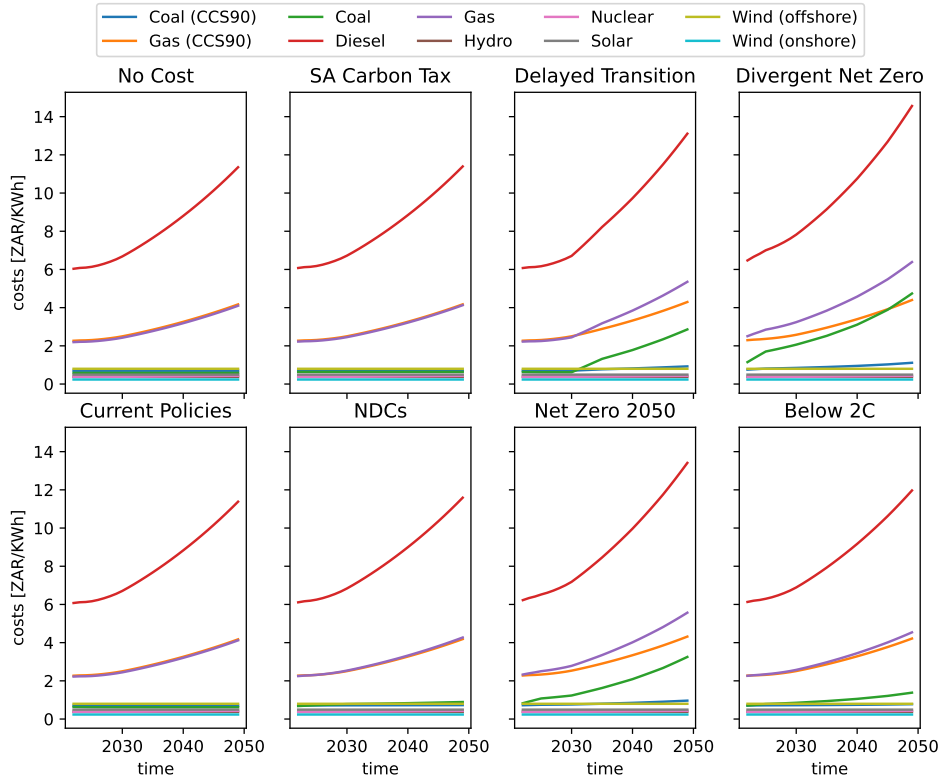 Coal (CCS90) Coal Gas Nuclear Wind (offshore)
Gas (CCS90) Diesel Hydro Solar Wind (onshore)
No Cost SA Carbon Tax Delayed Transition Divergent Net Zero
14
12
10
8
6
4
2
0
costs [ZAR/KWh]
Current Policies NDCs Net Zero 2050 Below 2C
14
12
10
8
6
4
2
0
costs [ZAR/KWh]
2030 2040 2050 2030 2040 2050 2030 2040 2050 2030 2040 2050
time time time time